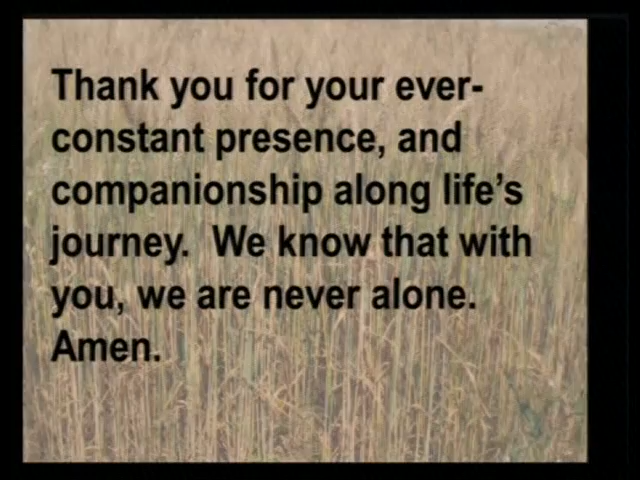 Thank you for your ever-
constant presence, and
companionship along life's
journey.  We know that with
you, we are never alone.
Amen.